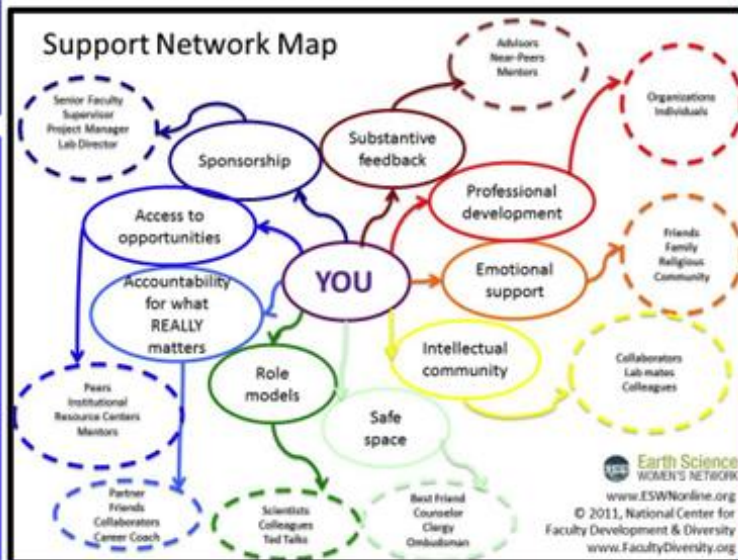 Support Network Map
Advisors
Near-Peers
Mentors
Senior Faculty
Supervisor
Project Manager
Lab Director
Organizations
Individuals
Sponsorship
Substantive
feedback
Professional
development
Access to
opportunities
Friends
Family
Religious
Community
YOU
Emotional
support
Accountability
for what
REALLY
matters
Intellectual
community
Role
models
Collaborators
Lab mates
Colleagues
Safe
space
Peers
Institutional
Resource Centers
Mentors
Partner
Friends
Collaborators
Career Coach
Scientists
Colleagues
Ted Talks
Best Friend
Counselor
Clergy
Ombudsman
Earth Science
WOMEN'S NETWORK
www.ESWNonline.org
© 2011, National Center for
Faculty Development & Diversity
www.FacultyDiversity.org